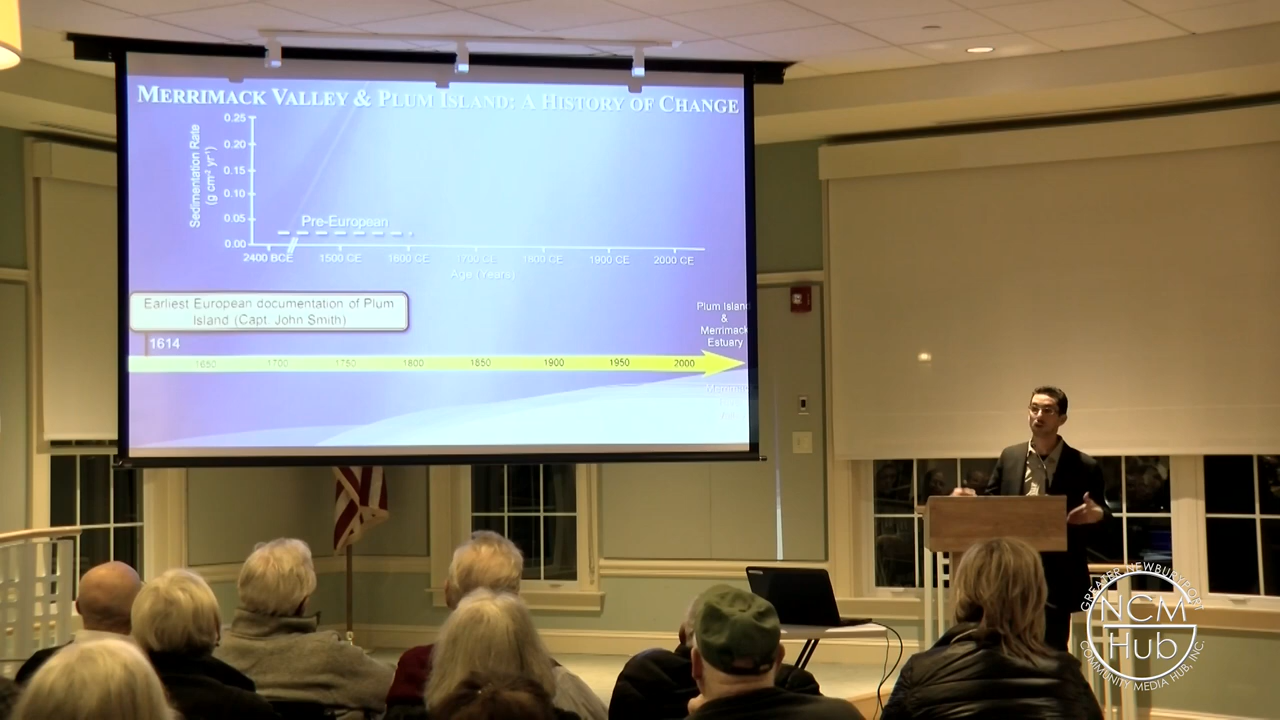 MERRIMACK VALLEY & PLUM ISLAND: A HISTORY OF CHANGE
Sedimentation Rate
(g cm⁻² yr⁻¹)
0.25
0.20
0.15
0.10
0.05
0.00
Pre-European
2400 BCE 1500 CE 1600 CE 1700 CE 1800 CE 1900 CE 2000 CE
Age (Years)
Earliest European documentation of Plum
Island (Capt. John Smith)
1614
Plum Island
&
Merrimack
Estuary
1650 1700 1750 1800 1850 1900 1950 2000
GREATER NEWBURYPORT
NCM
Hub
COMMUNITY MEDIA HUB, INC.